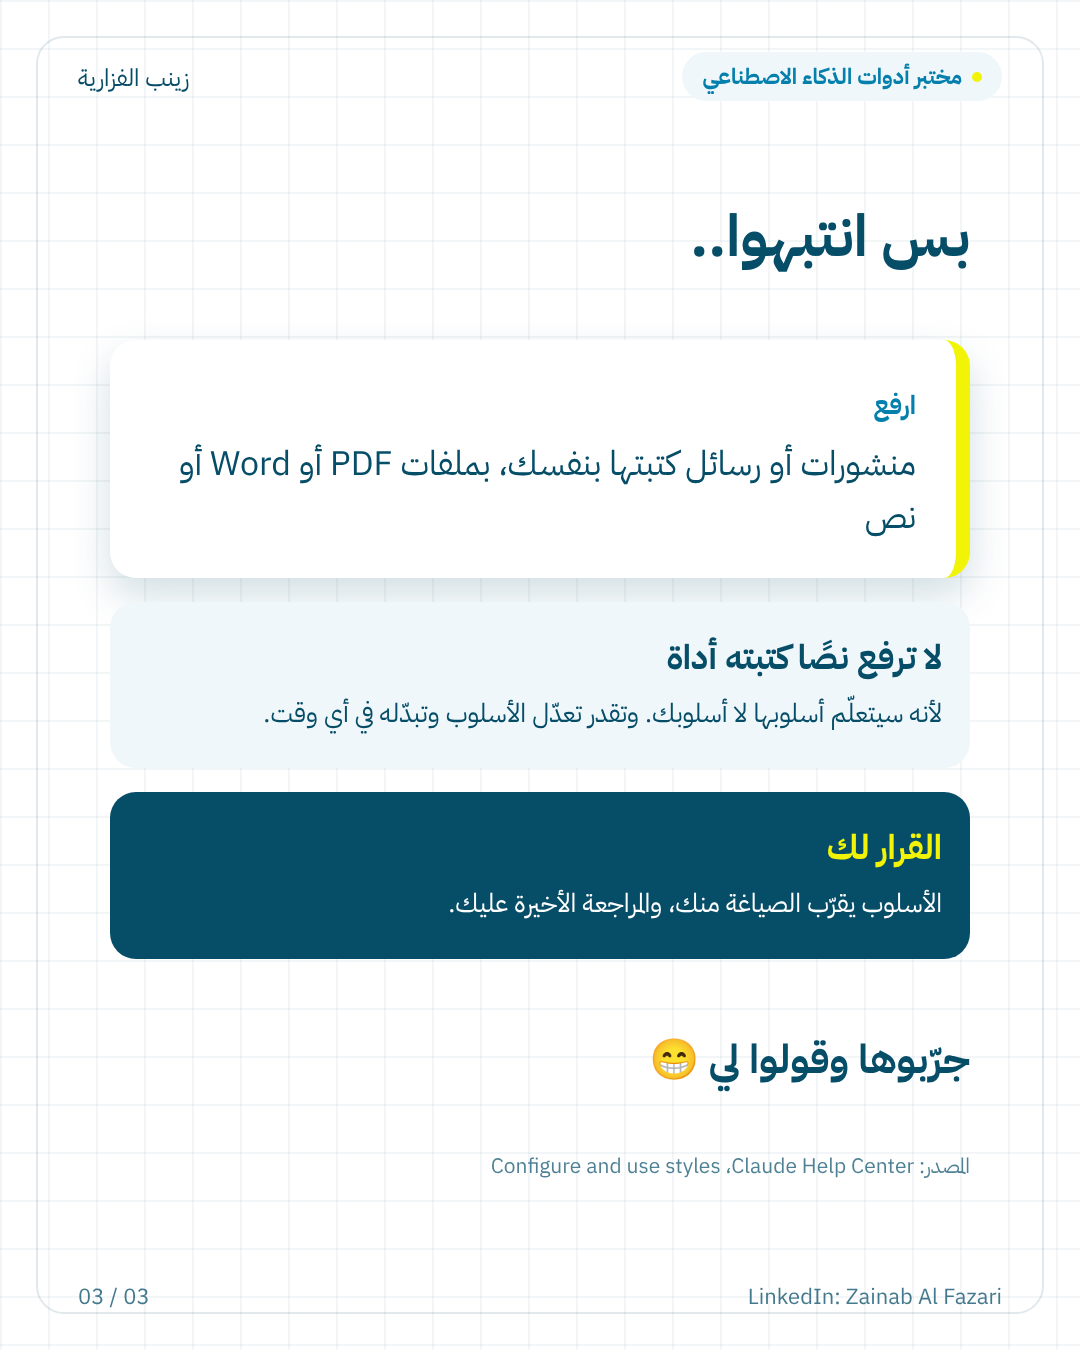 مختبر أدوات الذكاء الاصطناعي
زينب الفزارية
بس انتبهوا..
ارفع
منشورات أو رسائل كتبتها بنفسك، بملفات PDF أو Word أو
نص
لا ترفع نصًا كتبته أداة
لأنه سيتعلّم أسلوبها لا أسلوبك. وتقدر تعدّل الأسلوب وتبدّله في أي وقت.
القرار لك
الأسلوب يقرّب الصياغة منك، والمراجعة الأخيرة عليك.
جرّبوها وقولوا لي 😁
المصدر: Claude Help Center، Configure and use styles
LinkedIn: Zainab Al Fazari
03 / 03